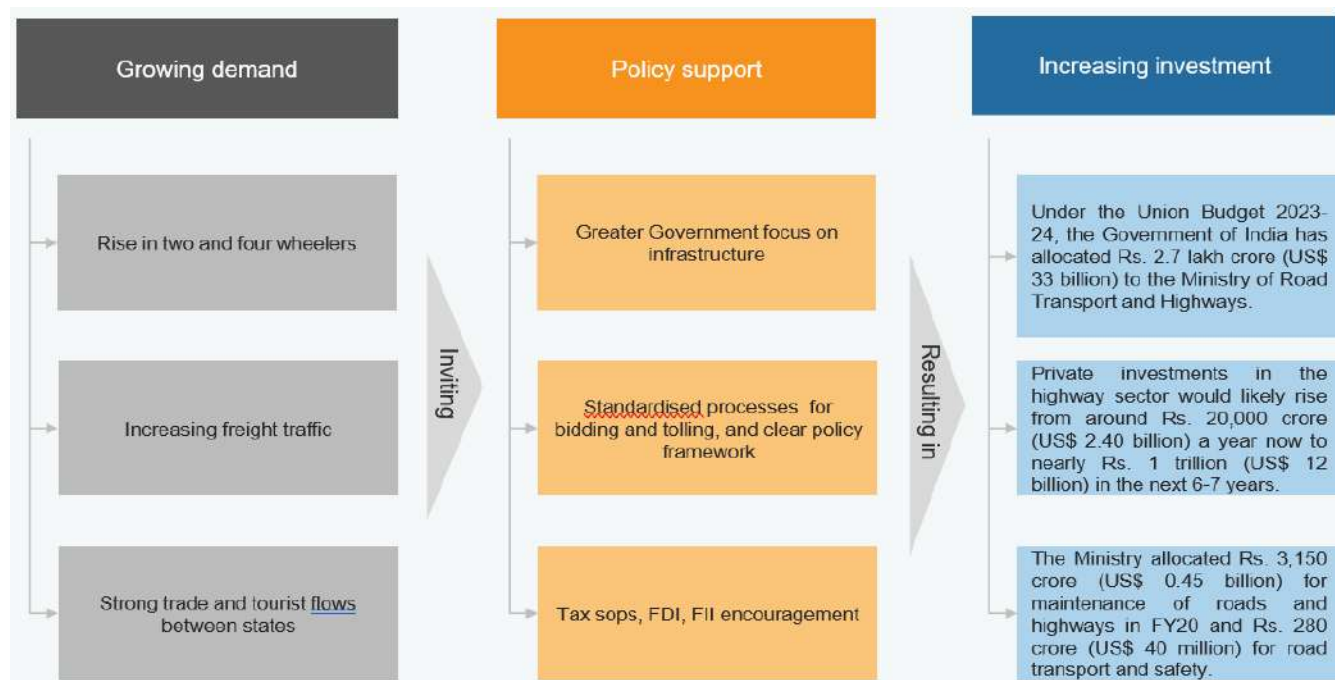 Growing demand
Rise in two and four wheelers
Increasing freight traffic
Strong trade and tourist flows
between states
Inviting
Policy support
Greater Government focus on
infrastructure
Standardised processes for
bidding and tolling, and clear policy
framework
Tax sops, FDI, FII encouragement
Resulting in
Increasing investment
Under the Union Budget 2023-
24, the Government of India has
allocated Rs. 2.7 lakh crore (US$
33 billion) to the Ministry of Road
Transport and Highways.
Private investments in the
highway sector would likely rise
from around Rs. 20,000 crore
(US$ 2.40 billion) a year now to
nearly Rs. 1 trillion (US$ 12
billion) in the next 6-7 years.
The Ministry allocated Rs. 3,150
crore (US$ 0.45 billion) for
maintenance of roads and
highways in FY20 and Rs. 280
crore (US$ 40 million) for road
transport and safety.